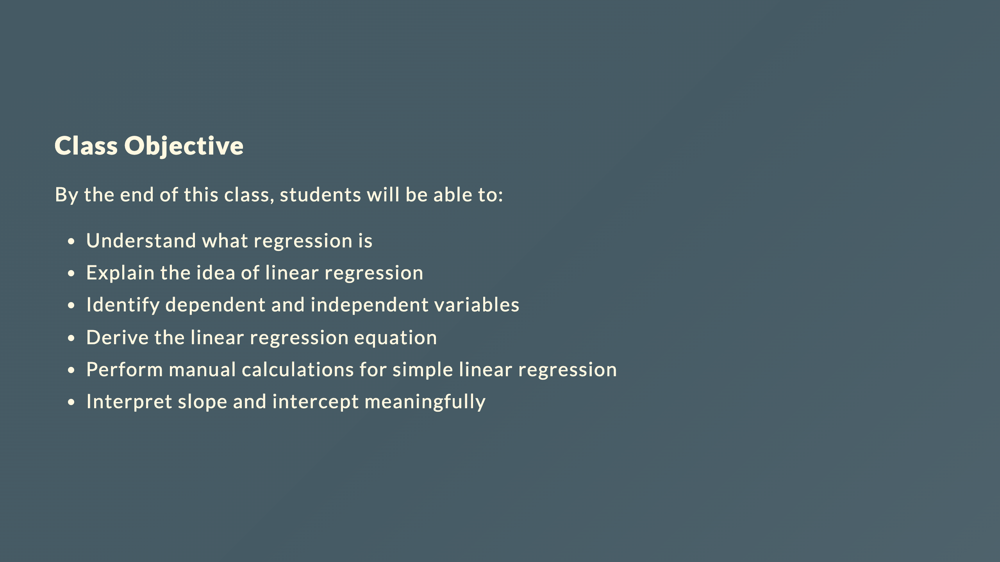 Class Objective
By the end of this class, students will be able to:
• Understand what regression is
• Explain the idea of linear regression
• Identify dependent and independent variables
• Derive the linear regression equation
• Perform manual calculations for simple linear regression
• Interpret slope and intercept meaningfully